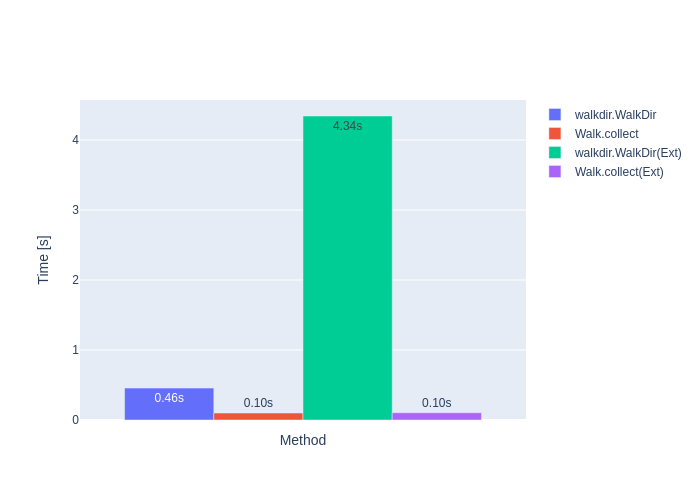 4
3
2
1
0
Time [s]
0.46s
0.10s
4.34s
0.10s
Method
walkdir.WalkDir
Walk.collect
walkdir.WalkDir(Ext)
Walk.collect(Ext)